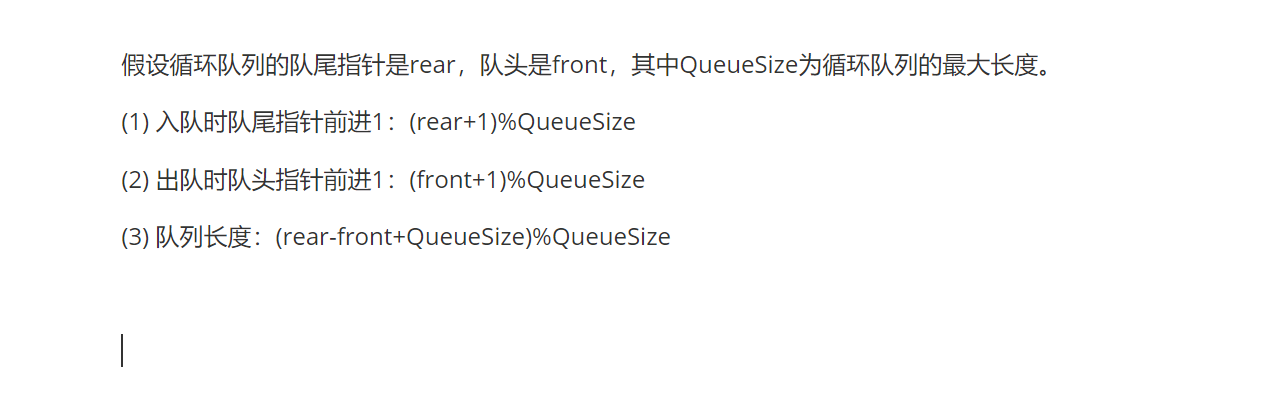 假设循环队列的队尾指针是rear，队头是front，其中QueueSize为循环队列的最大长度。
(1) 入队时队尾指针前进1：(rear+1)%QueueSize
(2) 出队时队头指针前进1：(front+1)%QueueSize
(3) 队列长度：(rear-front+QueueSize)%QueueSize